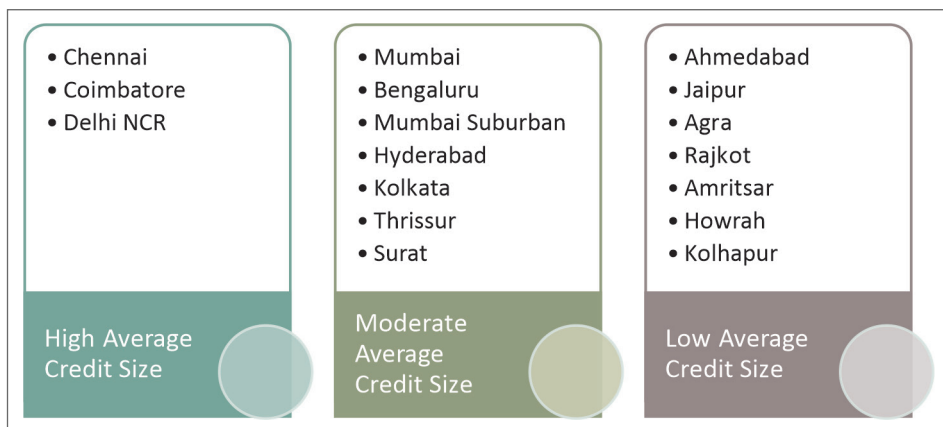 • Chennai
• Coimbatore
• Delhi NCR
High Average
Credit Size
• Mumbai
• Bengaluru
• Mumbai Suburban
• Hyderabad
• Kolkata
• Thrissur
• Surat
Moderate
Average
Credit Size
• Ahmedabad
• Jaipur
• Agra
• Rajkot
• Amritsar
• Howrah
• Kolhapur
Low Average
Credit Size